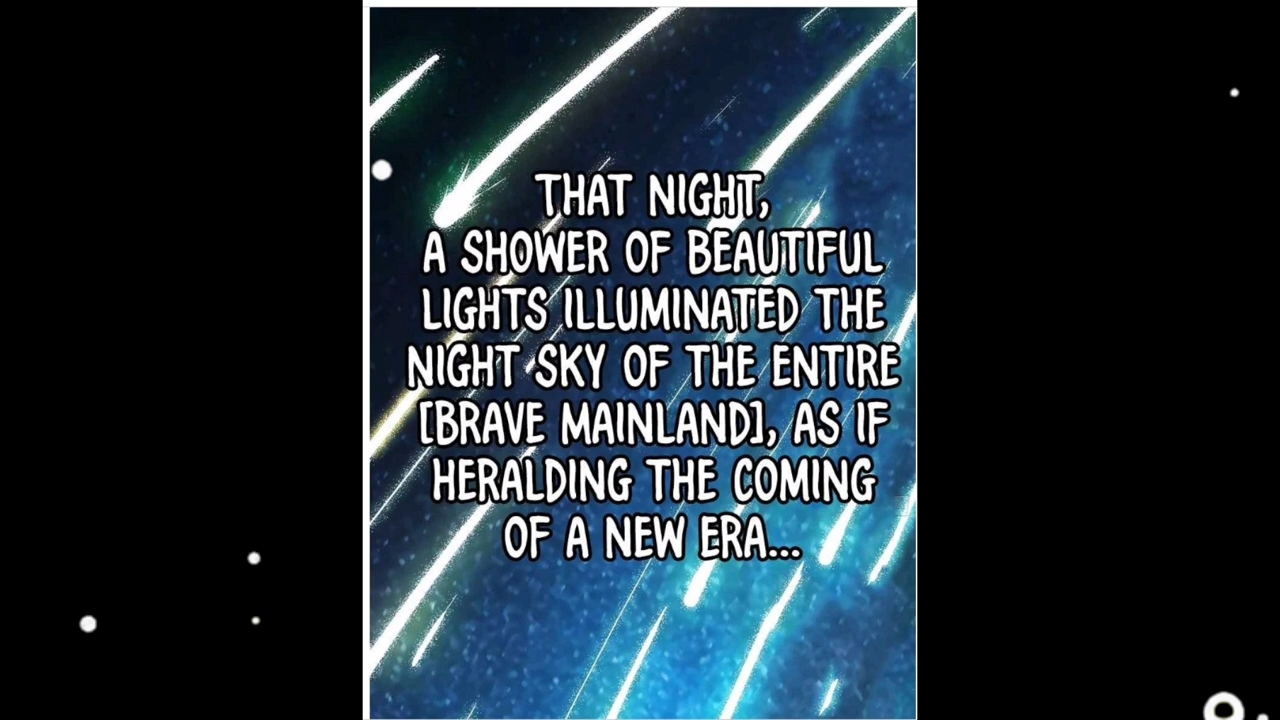 THAT NIGHT,
A SHOWER OF BEAUTIFUL
LIGHTS ILLUMINATED THE
NIGHT SKY OF THE ENTIRE
[BRAVE MAINLAND], AS IF
HERALDING THE COMING
OF A NEW ERA...